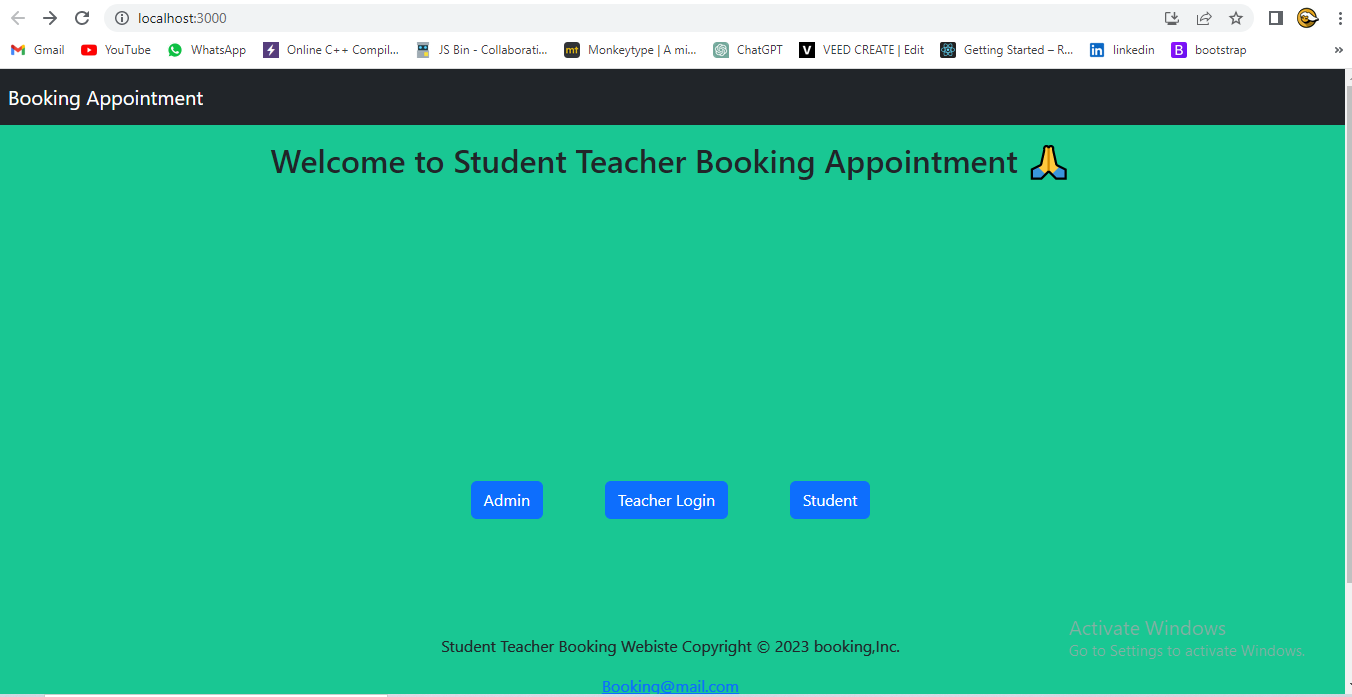 localhost:3000
Gmail YouTube WhatsApp Online C++ Compil... JS Bin - Collaborati... mt Monkeytype | A mi... ChatGPT V VEED CREATE | Edit Getting Started – R... in linkedin B bootstrap »
Booking Appointment
Welcome to Student Teacher Booking Appointment 🙏
Admin Teacher Login Student
Student Teacher Booking Webiste Copyright © 2023 booking,Inc.
Booking@mail.com
Activate Windows
Go to Settings to activate Windows.